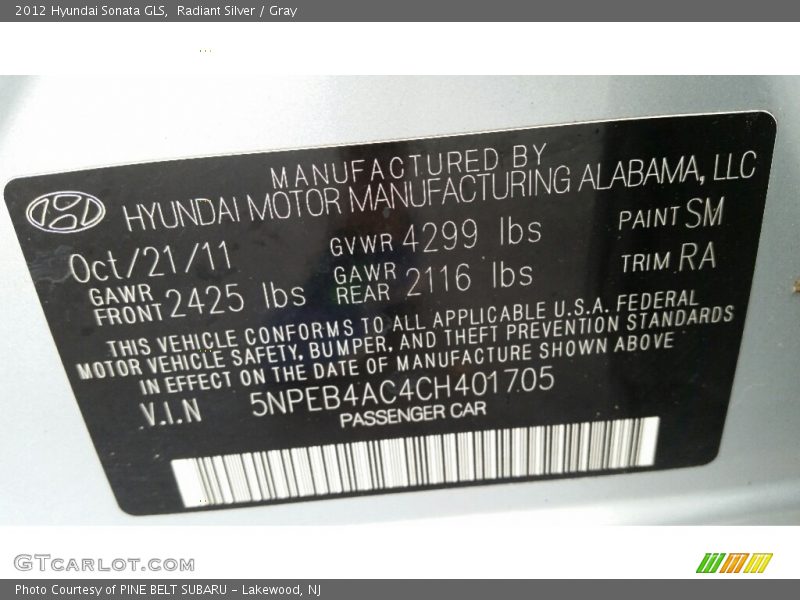 2012 Hyundai Sonata GLS,  Radiant Silver / Gray
MANUFACTURED BY
HYUNDAI MOTOR MANUFACTURING ALABAMA, LLC
Oct/21/11 GVWR 4299 lbs PAINT SM
GAWR FRONT 2425 lbs GAWR REAR 2116 lbs TRIM RA
THIS VEHICLE CONFORMS TO ALL APPLICABLE U.S.A. FEDERAL
MOTOR VEHICLE SAFETY, BUMPER, AND THEFT PREVENTION STANDARDS
IN EFFECT ON THE DATE OF MANUFACTURE SHOWN ABOVE
V.I.N 5NPEB4AC4CH401705
PASSENGER CAR
GTCARLOT.COM
Photo Courtesy of PINE BELT SUBARU - Lakewood, NJ